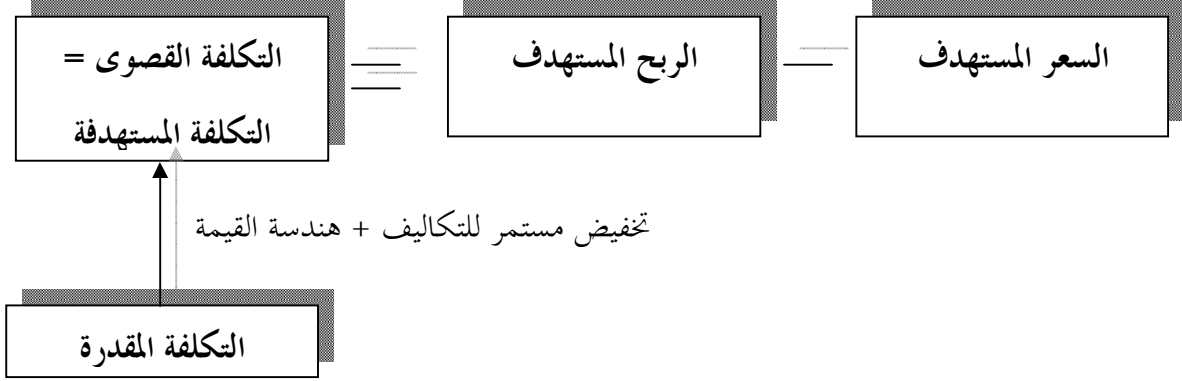 السعر المستهدف
الربح المستهدف
التكلفة القصوى =
التكلفة المستهدفة
تخفيض مستمر للتكاليف + هندسة القيمة
التكلفة المقدرة